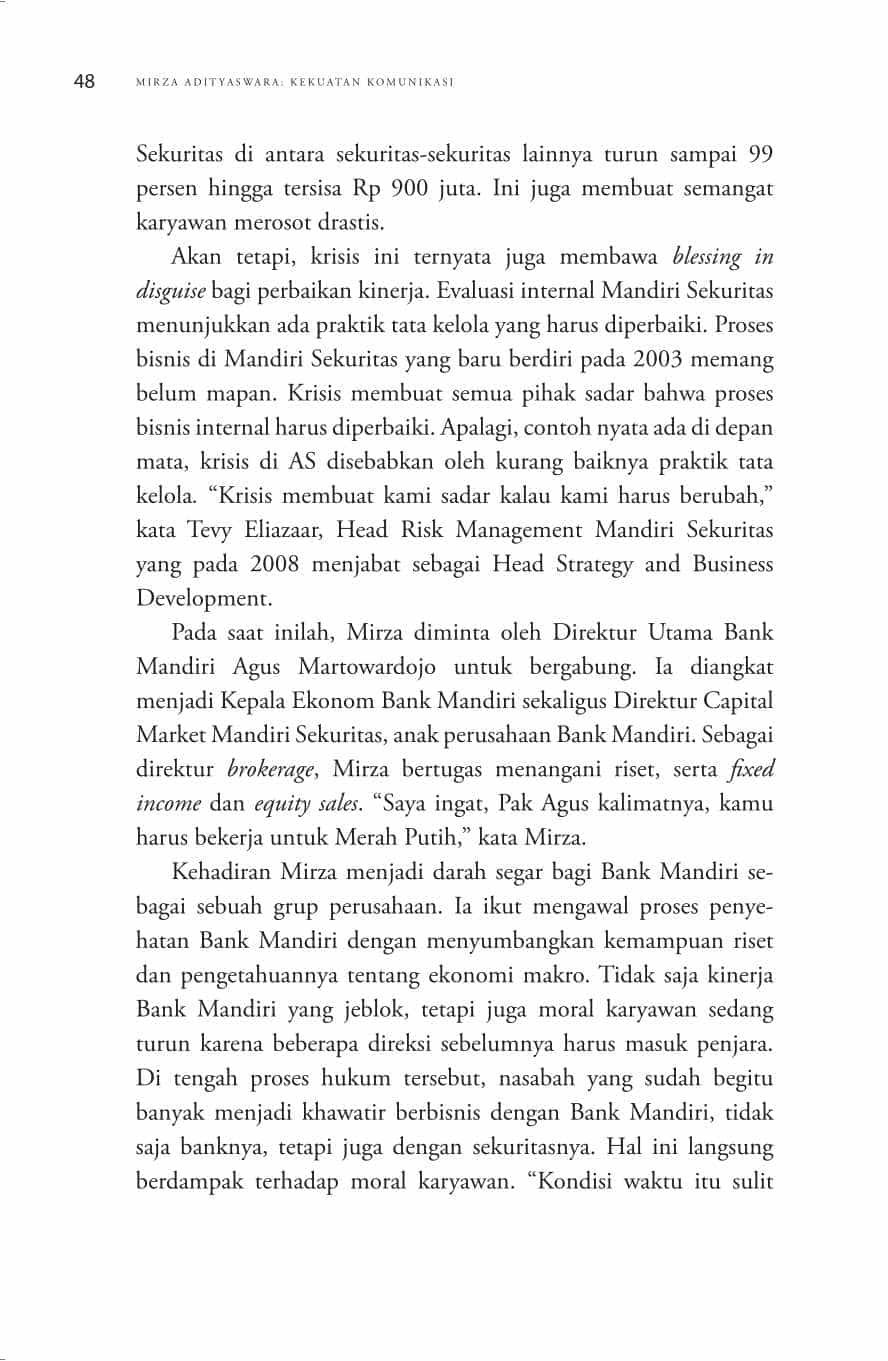 48 MIRZA ADITYASWARA: KEKUATAN KOMUNIKASI
Sekuritas di antara sekuritas-sekuritas lainnya turun sampai 99
persen hingga tersisa Rp 900 juta. Ini juga membuat semangat
karyawan merosot drastis.
Akan tetapi, krisis ini ternyata juga membawa blessing in
disguise bagi perbaikan kinerja. Evaluasi internal Mandiri Sekuritas
menunjukkan ada praktik tata kelola yang harus diperbaiki. Proses
bisnis di Mandiri Sekuritas yang baru berdiri pada 2003 memang
belum mapan. Krisis membuat semua pihak sadar bahwa proses
bisnis internal harus diperbaiki. Apalagi, contoh nyata ada di depan
mata, krisis di AS disebabkan oleh kurang baiknya praktik tata
kelola. “Krisis membuat kami sadar kalau kami harus berubah,”
kata Tevy Eliazaar, Head Risk Management Mandiri Sekuritas
yang pada 2008 menjabat sebagai Head Strategy and Business
Development.
Pada saat inilah, Mirza diminta oleh Direktur Utama Bank
Mandiri Agus Martowardojo untuk bergabung. Ia diangkat
menjadi Kepala Ekonom Bank Mandiri sekaligus Direktur Capital
Market Mandiri Sekuritas, anak perusahaan Bank Mandiri. Sebagai
direktur brokerage, Mirza bertugas menangani riset, serta fixed
income dan equity sales. “Saya ingat, Pak Agus kalimatnya, kamu
harus bekerja untuk Merah Putih,” kata Mirza.
Kehadiran Mirza menjadi darah segar bagi Bank Mandiri se-
bagai sebuah grup perusahaan. Ia ikut mengawal proses penye-
hatan Bank Mandiri dengan menyumbangkan kemampuan riset
dan pengetahuannya tentang ekonomi makro. Tidak saja kinerja
Bank Mandiri yang jeblok, tetapi juga moral karyawan sedang
turun karena beberapa direksi sebelumnya harus masuk penjara.
Di tengah proses hukum tersebut, nasabah yang sudah begitu
banyak menjadi khawatir berbisnis dengan Bank Mandiri, tidak
saja banknya, tetapi juga dengan sekuritasnya. Hal ini langsung
berdampak terhadap moral karyawan. “Kondisi waktu itu sulit